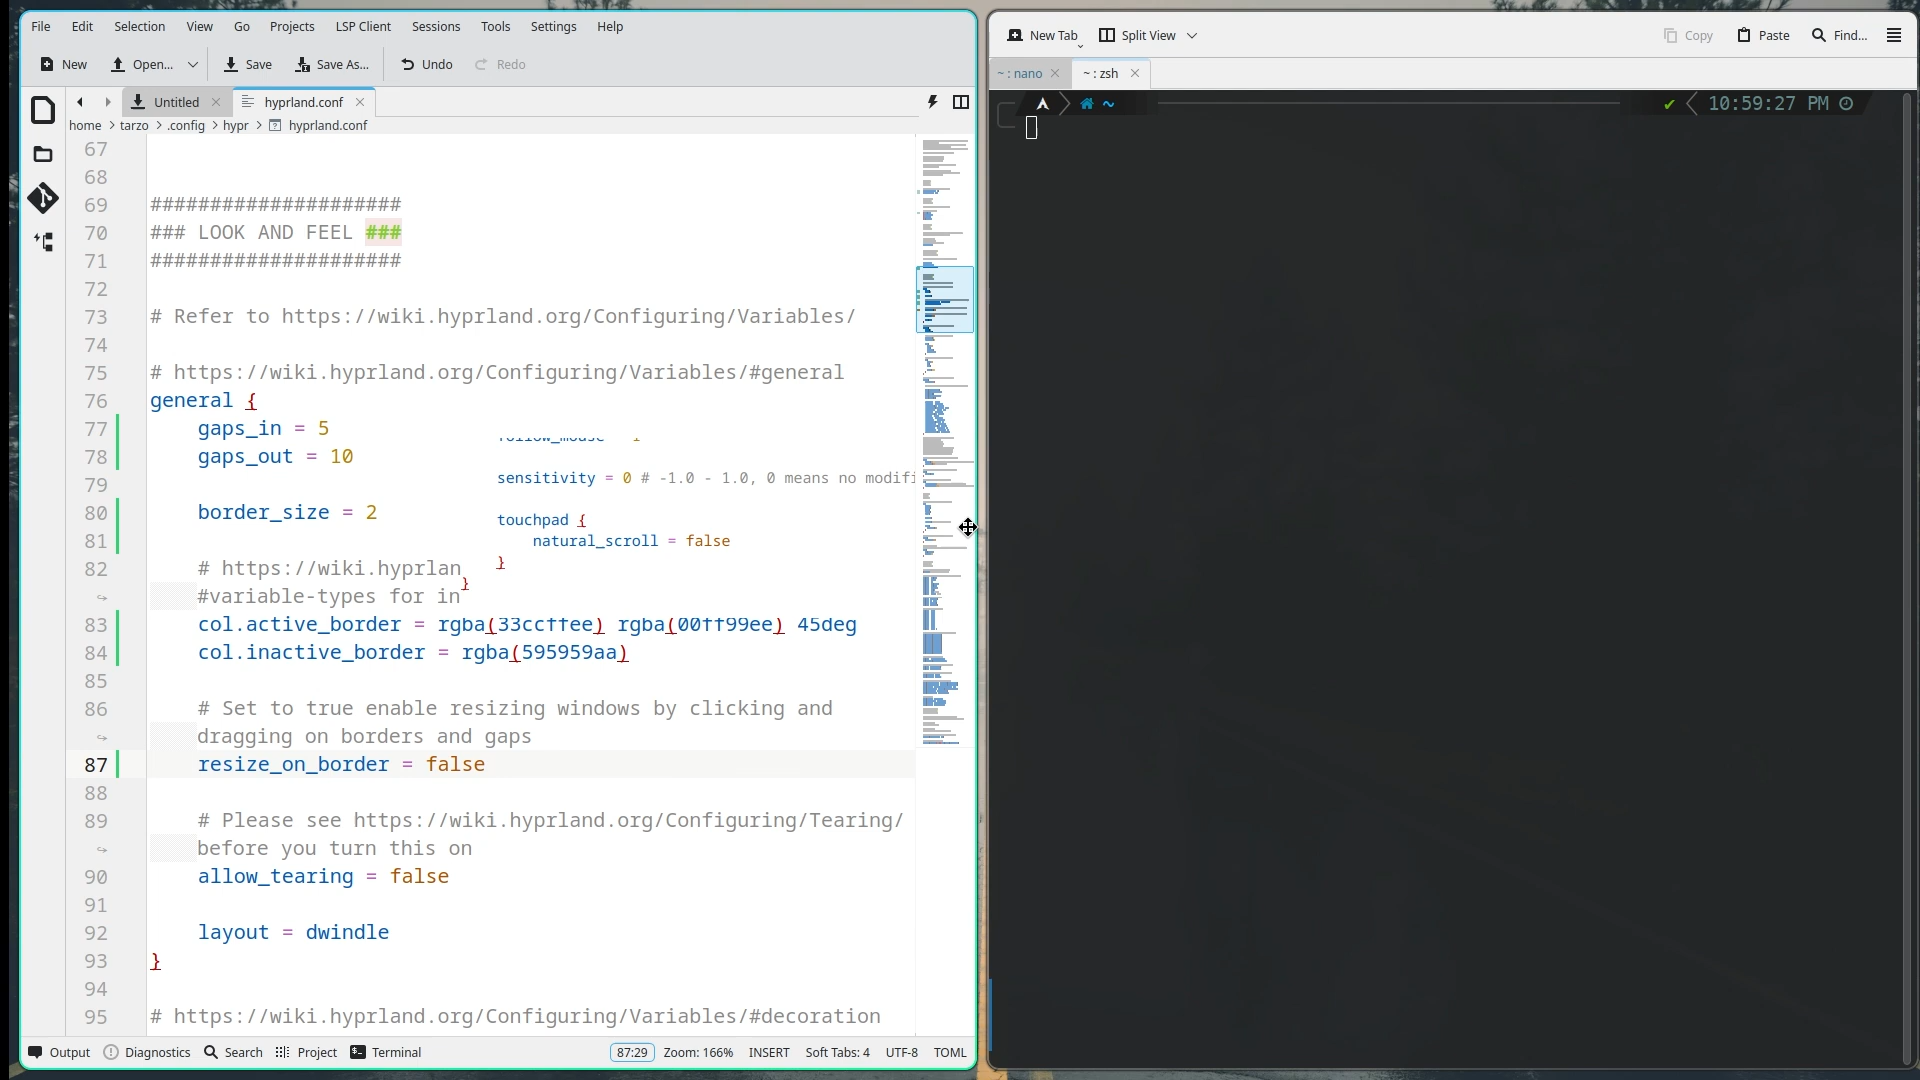 File Edit Selection View Go Projects LSP Client Sessions Tools Settings Help
New Open... Save Save As... Undo Redo
Untitled hyprland.conf
home > tarzo > .config > hypr > hyprland.conf
67
68
69 #####################
70 ### LOOK AND FEEL ###
71 #####################
72
73 # Refer to https://wiki.hyprland.org/Configuring/Variables/
74
75 # https://wiki.hyprland.org/Configuring/Variables/#general
76 general {
77 gaps_in = 5
78 gaps_out = 10
79
80 border_size = 2
81
82 # https://wiki.hyprlan
#variable-types for in
83 col.active_border = rgba(33ccffee) rgba(00ff99ee) 45deg
84 col.inactive_border = rgba(595959aa)
85
86 # Set to true enable resizing windows by clicking and
dragging on borders and gaps
87 resize_on_border = false
88
89 # Please see https://wiki.hyprland.org/Configuring/Tearing/
before you turn this on
90 allow_tearing = false
91
92 layout = dwindle
93 }
94
95 # https://wiki.hyprland.org/Configuring/Variables/#decoration
sensitivity = 0 # -1.0 - 1.0, 0 means no modifi
touchpad {
natural_scroll = false
}
}
Output Diagnostics Search Project Terminal 87:29 Zoom: 166% INSERT Soft Tabs: 4 UTF-8 TOML
New Tab Split View Copy Paste Find...
~ : nano ~ : zsh
~ ✔ 10:59:27 PM